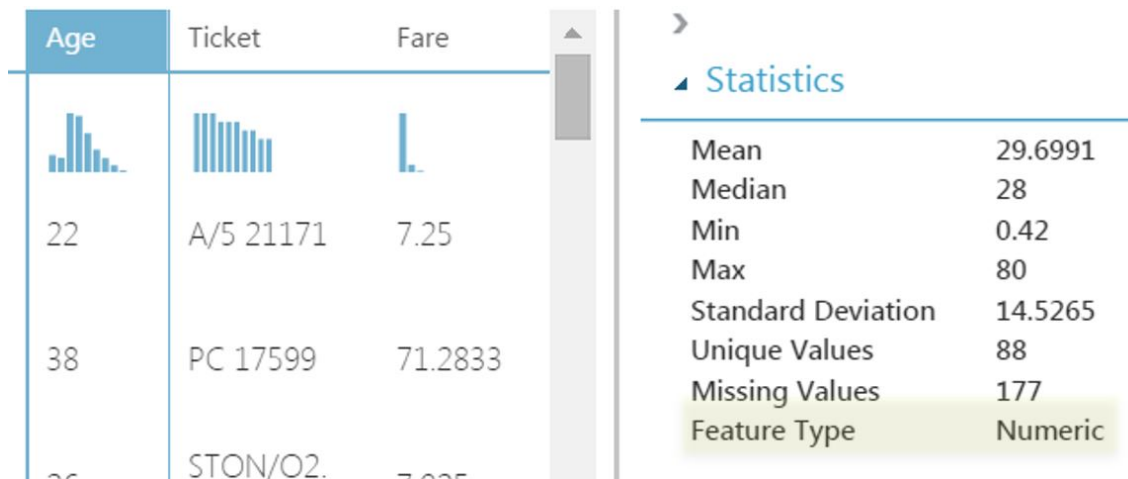 Age Ticket Fare
22 A/5 21171 7.25
38 PC 17599 71.2833
STON/O2.
Statistics
Mean 29.6991
Median 28
Min 0.42
Max 80
Standard Deviation 14.5265
Unique Values 88
Missing Values 177
Feature Type Numeric